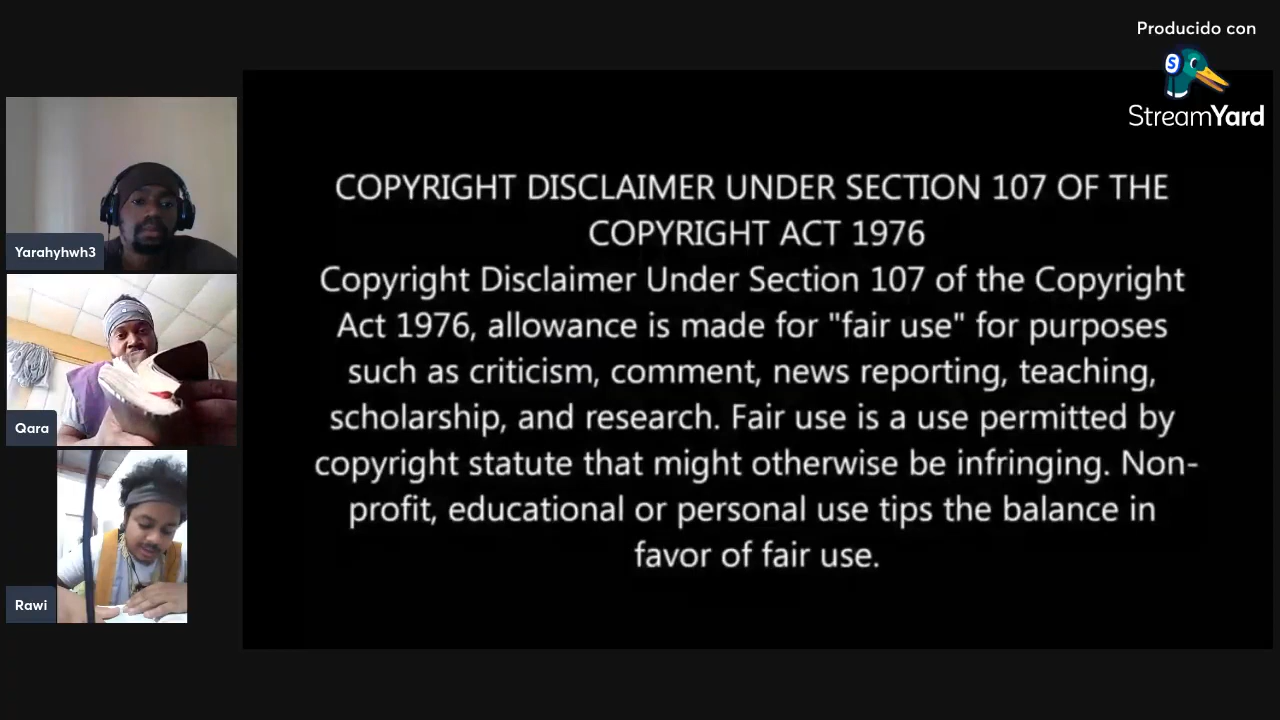 Producido con
StreamYard
S
Yarahyhwh3
Qara
Rawi
COPYRIGHT DISCLAIMER UNDER SECTION 107 OF THE
COPYRIGHT ACT 1976
Copyright Disclaimer Under Section 107 of the Copyright
Act 1976, allowance is made for "fair use" for purposes
such as criticism, comment, news reporting, teaching,
scholarship, and research. Fair use is a use permitted by
copyright statute that might otherwise be infringing. Non-
profit, educational or personal use tips the balance in
favor of fair use.